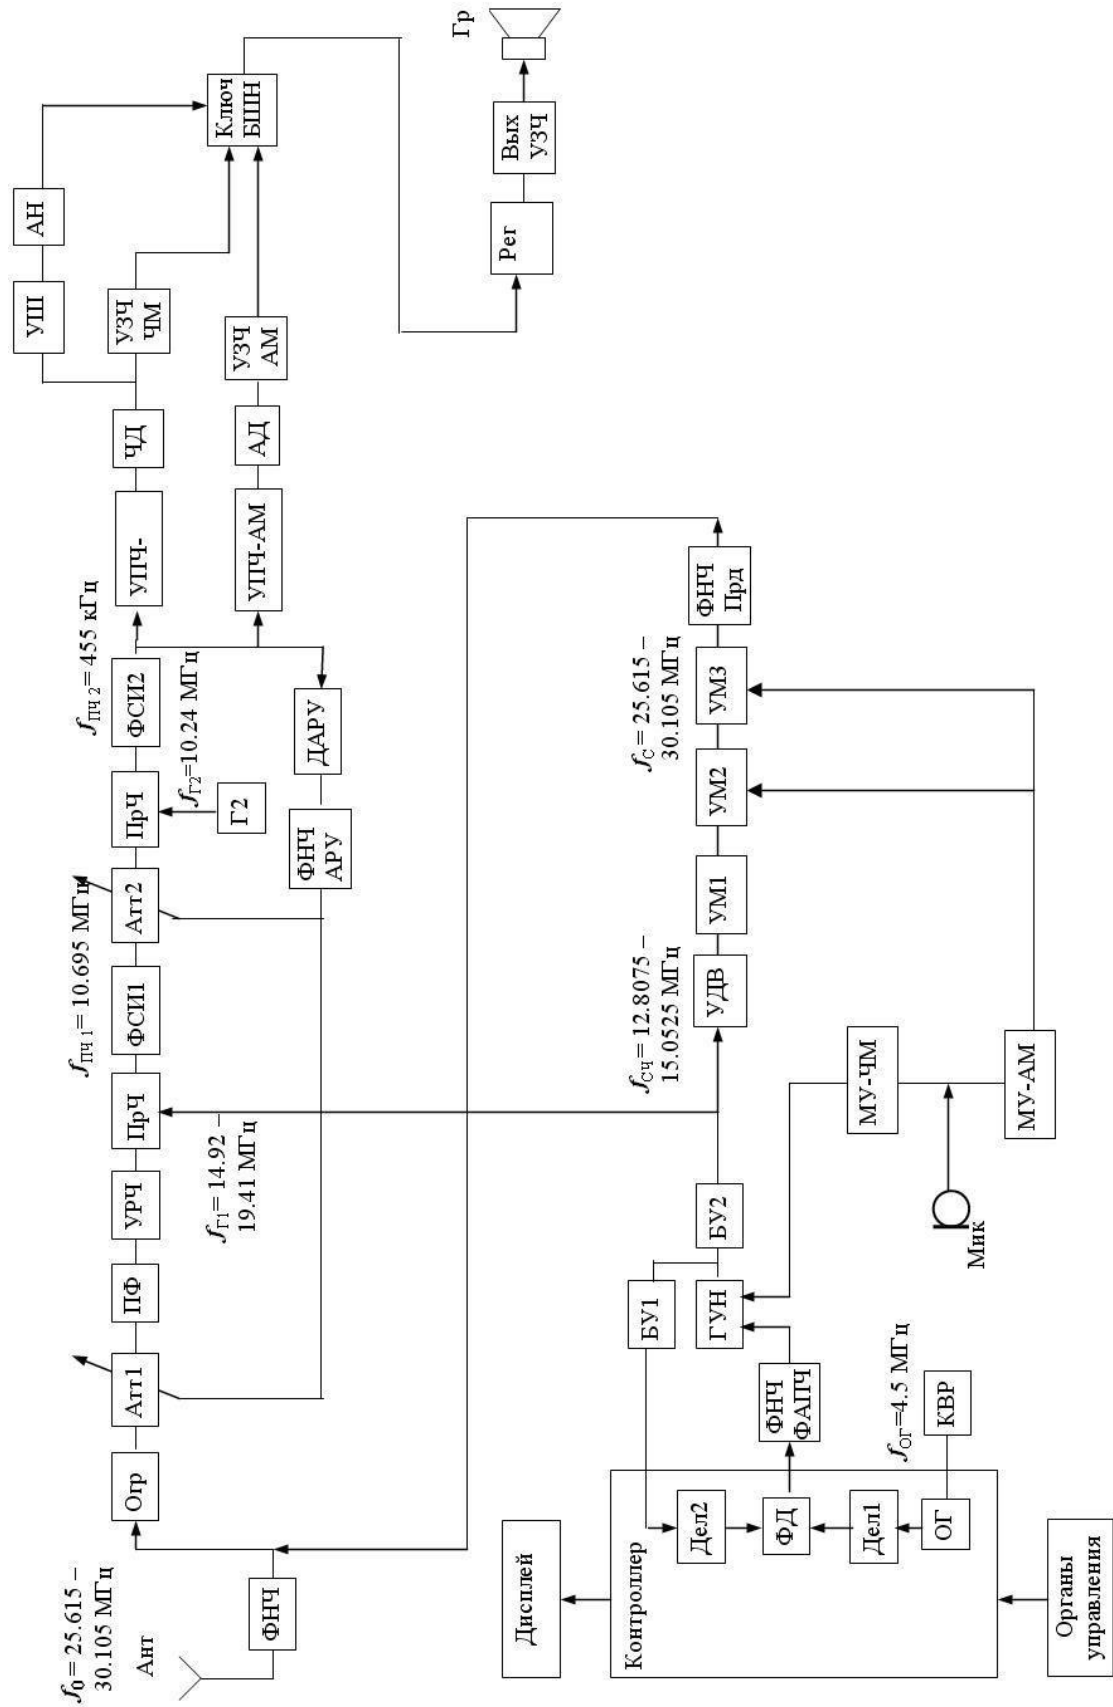 f0 = 25.615 –
30.105 МГц
Ант
ФНЧ
Огр
Атт1
ПФ
УРЧ
ПрЧ
fГ1= 14.92 –
19.41 МГц
fПЧ 1= 10.695 МГц
ФСИ1
Атт2
ПрЧ
Г2
fГ2=10.24 МГц
ФСИ2
fПЧ 2= 455 кГц
ФНЧ
АРУ
ДАРУ
УПЧ-
ЧД
УЗЧ
ЧМ
УШ
АН
УПЧ-АМ
АД
УЗЧ
АМ
Ключ
БШН
Рег
Вых
УЗЧ
Гр
Дисплей
Контроллер
Дел2
ФД
Дел1
ОГ
КВР
fОГ=4.5 МГц
Органы
управления
ФНЧ
ФАПЧ
БУ1
ГУН
БУ2
fСЧ= 12.8075 –
15.0525 МГц
УДВ
УМ1
УМ2
УМ3
fС = 25.615 –
30.105 МГц
ФНЧ
Прд
МУ-ЧМ
МУ-АМ
Мик